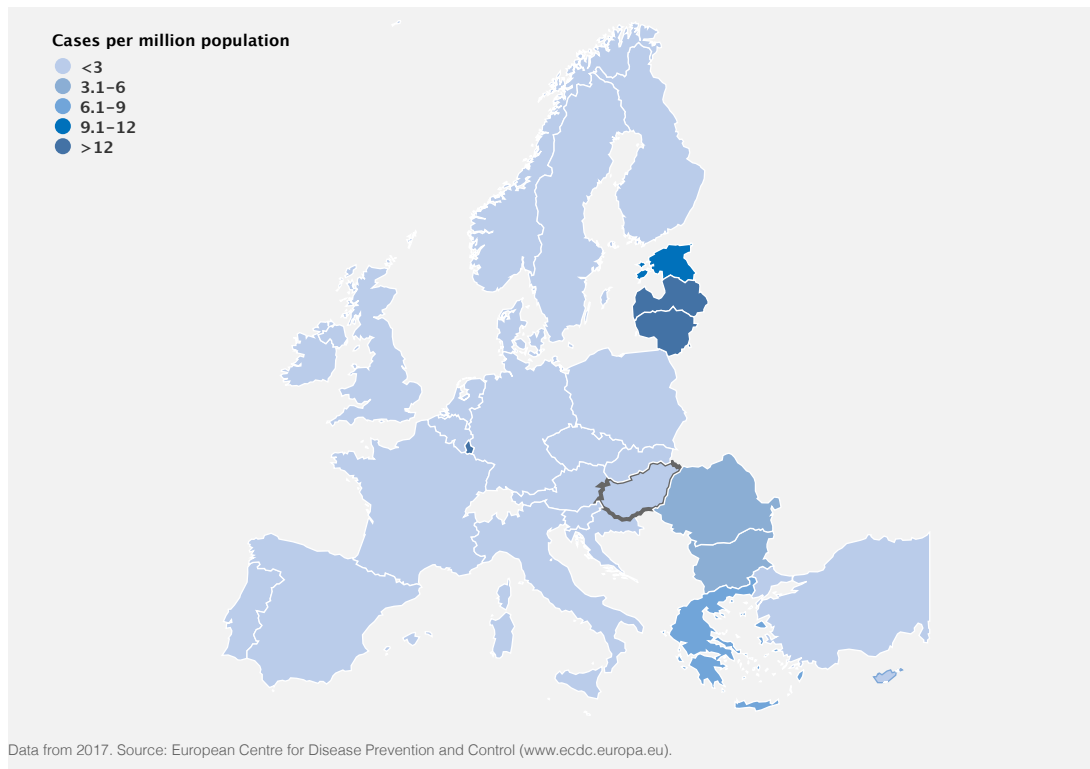 Cases per million population
<3
3.1–6
6.1–9
9.1–12
>12
Data from 2017. Source: European Centre for Disease Prevention and Control (www.ecdc.europa.eu).